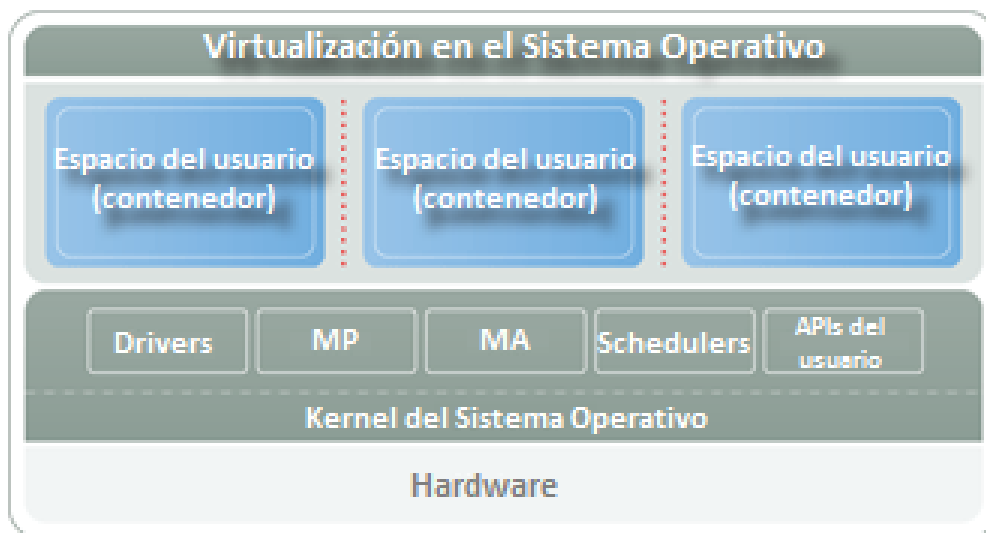 Virtualización en el Sistema Operativo
Espacio del usuario
(contenedor)
Espacio del usuario
(contenedor)
Espacio del usuario
(contenedor)
Drivers
MP
MA
Schedulers
APIs del
usuario
Kernel del Sistema Operativo
Hardware